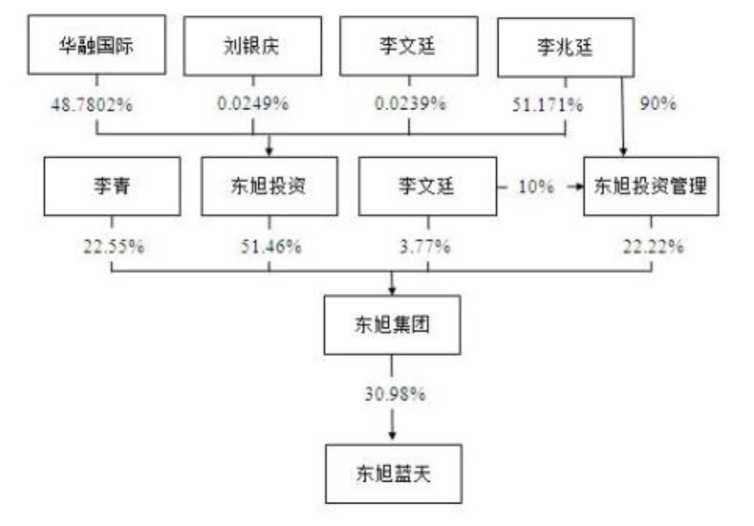 华融国际 刘银庆 李文廷 李兆廷
48.7802% 0.0249% 0.0239% 51.171% 90%
李青 东旭投资 李文廷 10% 东旭投资管理
22.55% 51.46% 3.77% 22.22%
东旭集团
30.98%
东旭蓝天